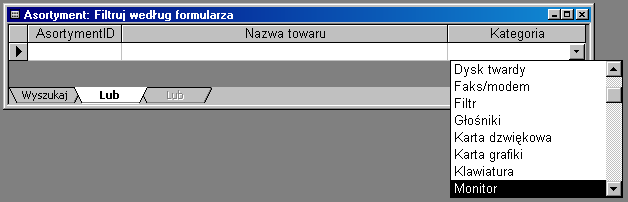 Asortyment: Filtruj według formularza
AsortymentID Nazwa towaru Kategoria
Dysk twardy
Faks/modem
Filtr
Głośniki
Karta dzwiękowa
Karta grafiki
Klawiatura
Monitor
Wyszukaj Lub Lub